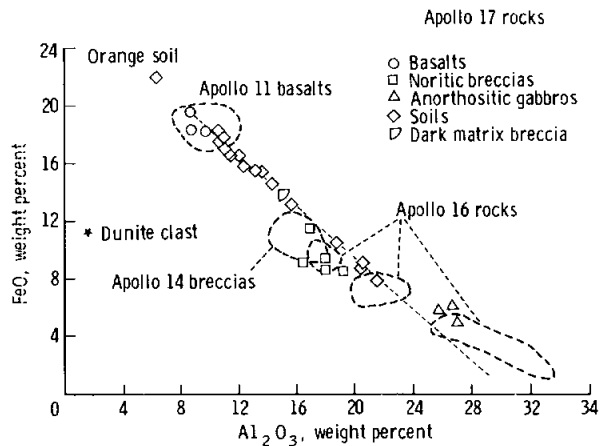 Apollo 17 rocks
Basalts
Noritic breccias
Anorthositic gabbros
Soils
Dark matrix breccia
Orange soil
Apollo 11 basalts
Apollo 16 rocks
Dunite clast
Apollo 14 breccias
24
20
16
12
8
4
0
4
8
12
16
20
24
28
32
34
FeO, weight percent
Al2O3, weight percent